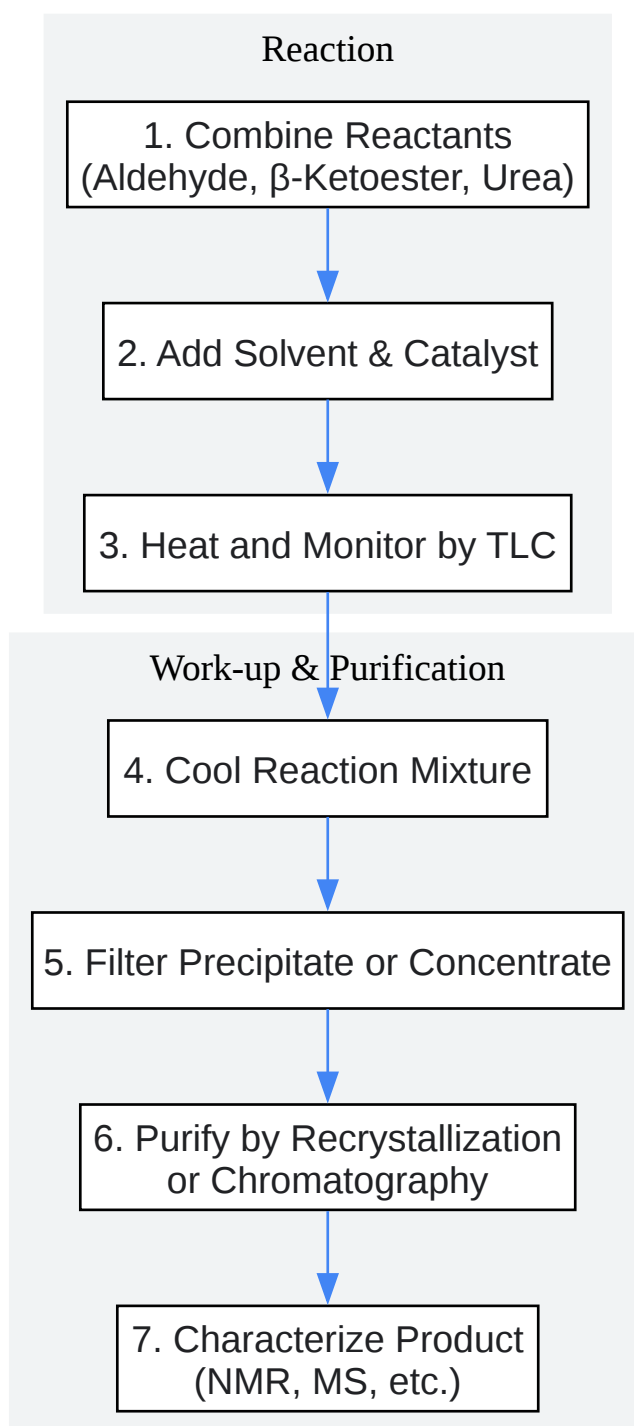 Reaction
1. Combine Reactants
(Aldehyde, β-Ketoester, Urea)
2. Add Solvent & Catalyst
3. Heat and Monitor by TLC
Work-up & Purification
4. Cool Reaction Mixture
5. Filter Precipitate or Concentrate
6. Purify by Recrystallization
or Chromatography
7. Characterize Product
(NMR, MS, etc.)